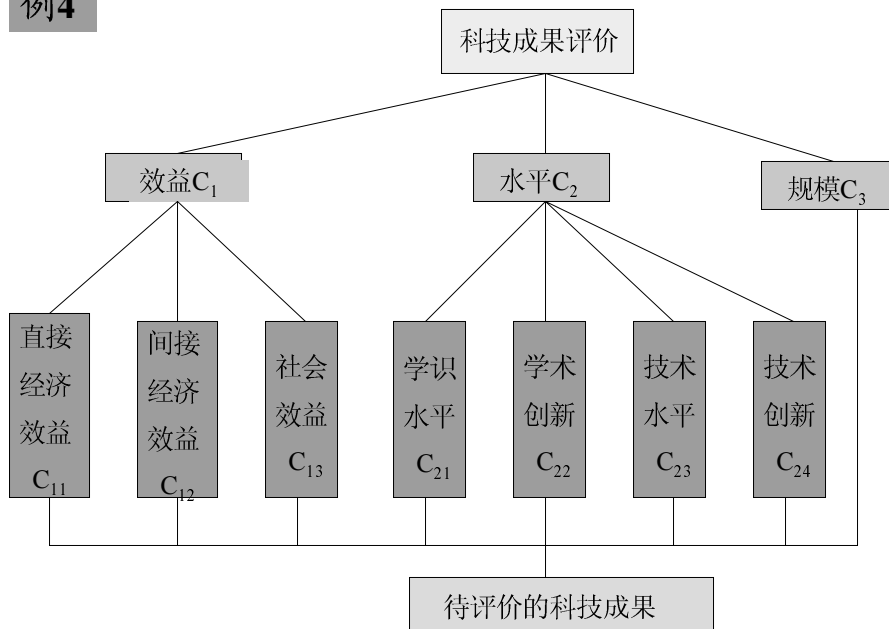 例4
科技成果评价
效益C₁
水平C₂
规模C₃
直接
经济
效益
C₁₁
间接
经济
效益
C₁₂
社会
效益
C₁₃
学识
水平
C₂₁
学术
创新
C₂₂
技术
水平
C₂₃
技术
创新
C₂₄
待评价的科技成果